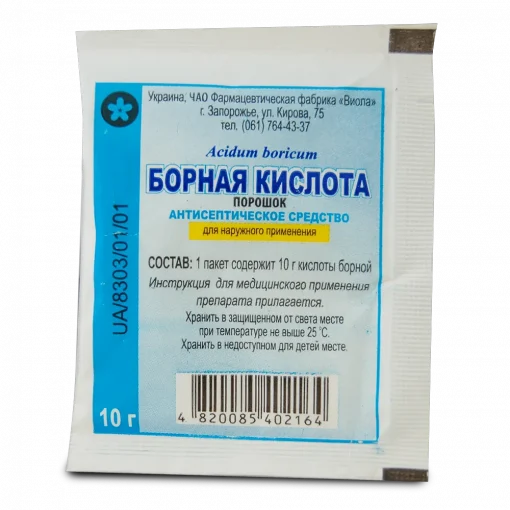 Украина, ЧАО Фармацевтическая фабрика «Виола»
г. Запорожье, ул. Кирова, 75
тел. (061) 764-43-37
Acidum boricum
БОРНАЯ КИСЛОТА
ПОРОШОК
АНТИСЕПТИЧЕСКОЕ СРЕДСТВО
для наружного применения
СОСТАВ: 1 пакет содержит 10 г кислоты борной
Инструкция для медицинского применения
препарата прилагается.
Хранить в защищенном от света месте
при температуре не выше 25 °С.
Хранить в недоступном для детей месте.
4 820085 402164
UA/8303/01/01
10 г